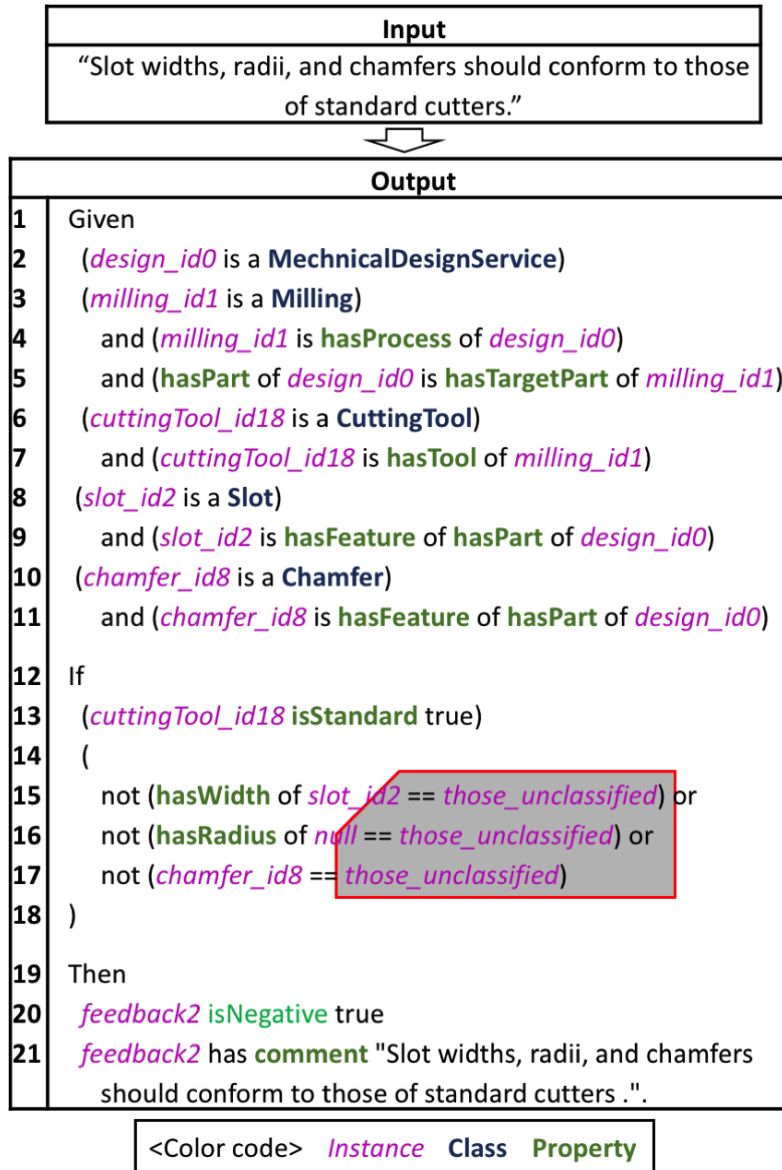 Input
“Slot widths, radii, and chamfers should conform to those
of standard cutters.”
Output
1 Given
2 (design_id0 is a MechnicalDesignService)
3 (milling_id1 is a Milling)
4 and (milling_id1 is hasProcess of design_id0)
5 and (hasPart of design_id0 is hasTargetPart of milling_id1)
6 (cuttingTool_id18 is a CuttingTool)
7 and (cuttingTool_id18 is hasTool of milling_id1)
8 (slot_id2 is a Slot)
9 and (slot_id2 is hasFeature of hasPart of design_id0)
10 (chamfer_id8 is a Chamfer)
11 and (chamfer_id8 is hasFeature of hasPart of design_id0)
12 If
13 (cuttingTool_id18 isStandard true)
14 (
15 not (hasWidth of slot_id2 == those_unclassified) or
16 not (hasRadius of null == those_unclassified) or
17 not (chamfer_id8 == those_unclassified)
18 )
19 Then
20 feedback2 isNegative true
21 feedback2 has comment "Slot widths, radii, and chamfers
should conform to those of standard cutters .".
<Color code> Instance Class Property